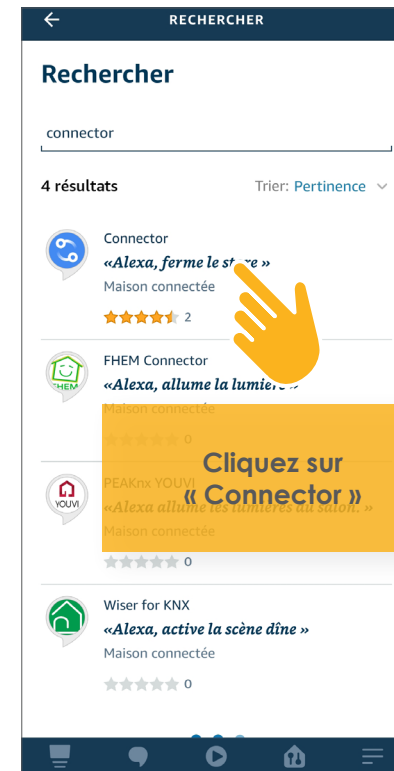 RECHERCHER
Rechercher
connector
4 résultats
Trier: Pertinence
Connector
«Alexa, ferme le store »
Maison connectée
2
FHEM Connector
FHEM
«Alexa, allume la lumière »
Maison connectée
0
Cliquez sur
« Connector »
PEAKnx YOUVI
YOUVI
«Alexa allume les lumières du salon. »
Maison connectée
0
Wiser for KNX
«Alexa, active la scène dîne »
Maison connectée
0